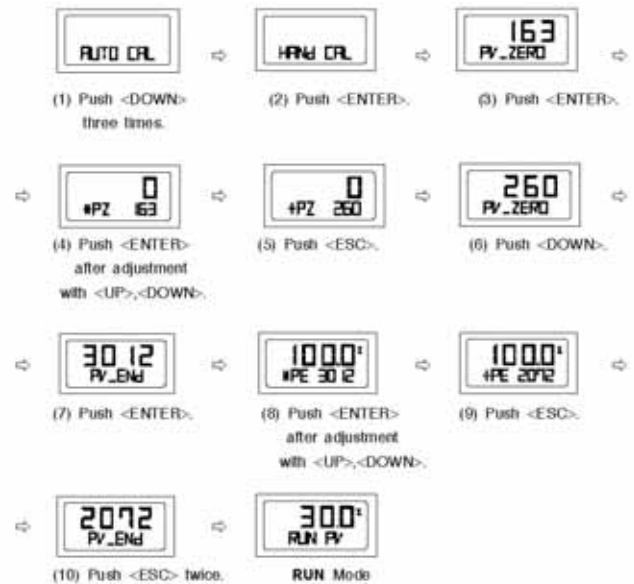 AUTO CAL
(1) Push <DOWN>
three times.
HANd CAL
(2) Push <ENTER>.
163
PV_ZERO
(3) Push <ENTER>.
0
*PZ 163
(4) Push <ENTER>
after adjustment
with <UP>,<DOWN>.
0
+PZ 260
(5) Push <ESC>.
260
PV_ZERO
(6) Push <DOWN>.
3012
PV_ENd
(7) Push <ENTER>.
100.0%
*PE 3012
(8) Push <ENTER>
after adjustment
with <UP>,<DOWN>.
100.0%
+PE 2072
(9) Push <ESC>.
2072
PV_ENd
(10) Push <ESC> twice.
30.0%
RUN PV
RUN Mode